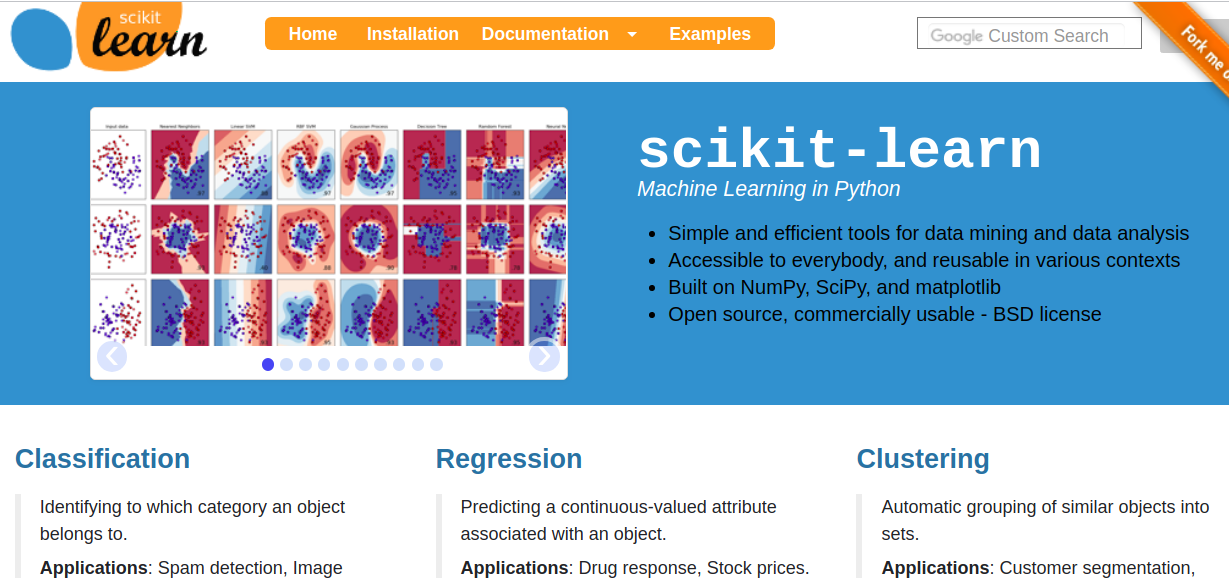 scikit
learn
Home Installation Documentation Examples
Google Custom Search
Fork me o
Input data Nearest Neighbors Linear SVM RBF SVM Gaussian Process Decision Tree Random Forest Neural N
scikit-learn
Machine Learning in Python
Simple and efficient tools for data mining and data analysis
Accessible to everybody, and reusable in various contexts
Built on NumPy, SciPy, and matplotlib
Open source, commercially usable - BSD license
Classification
Identifying to which category an object
belongs to.
Applications: Spam detection, Image
Regression
Predicting a continuous-valued attribute
associated with an object.
Applications: Drug response, Stock prices.
Clustering
Automatic grouping of similar objects into
sets.
Applications: Customer segmentation,